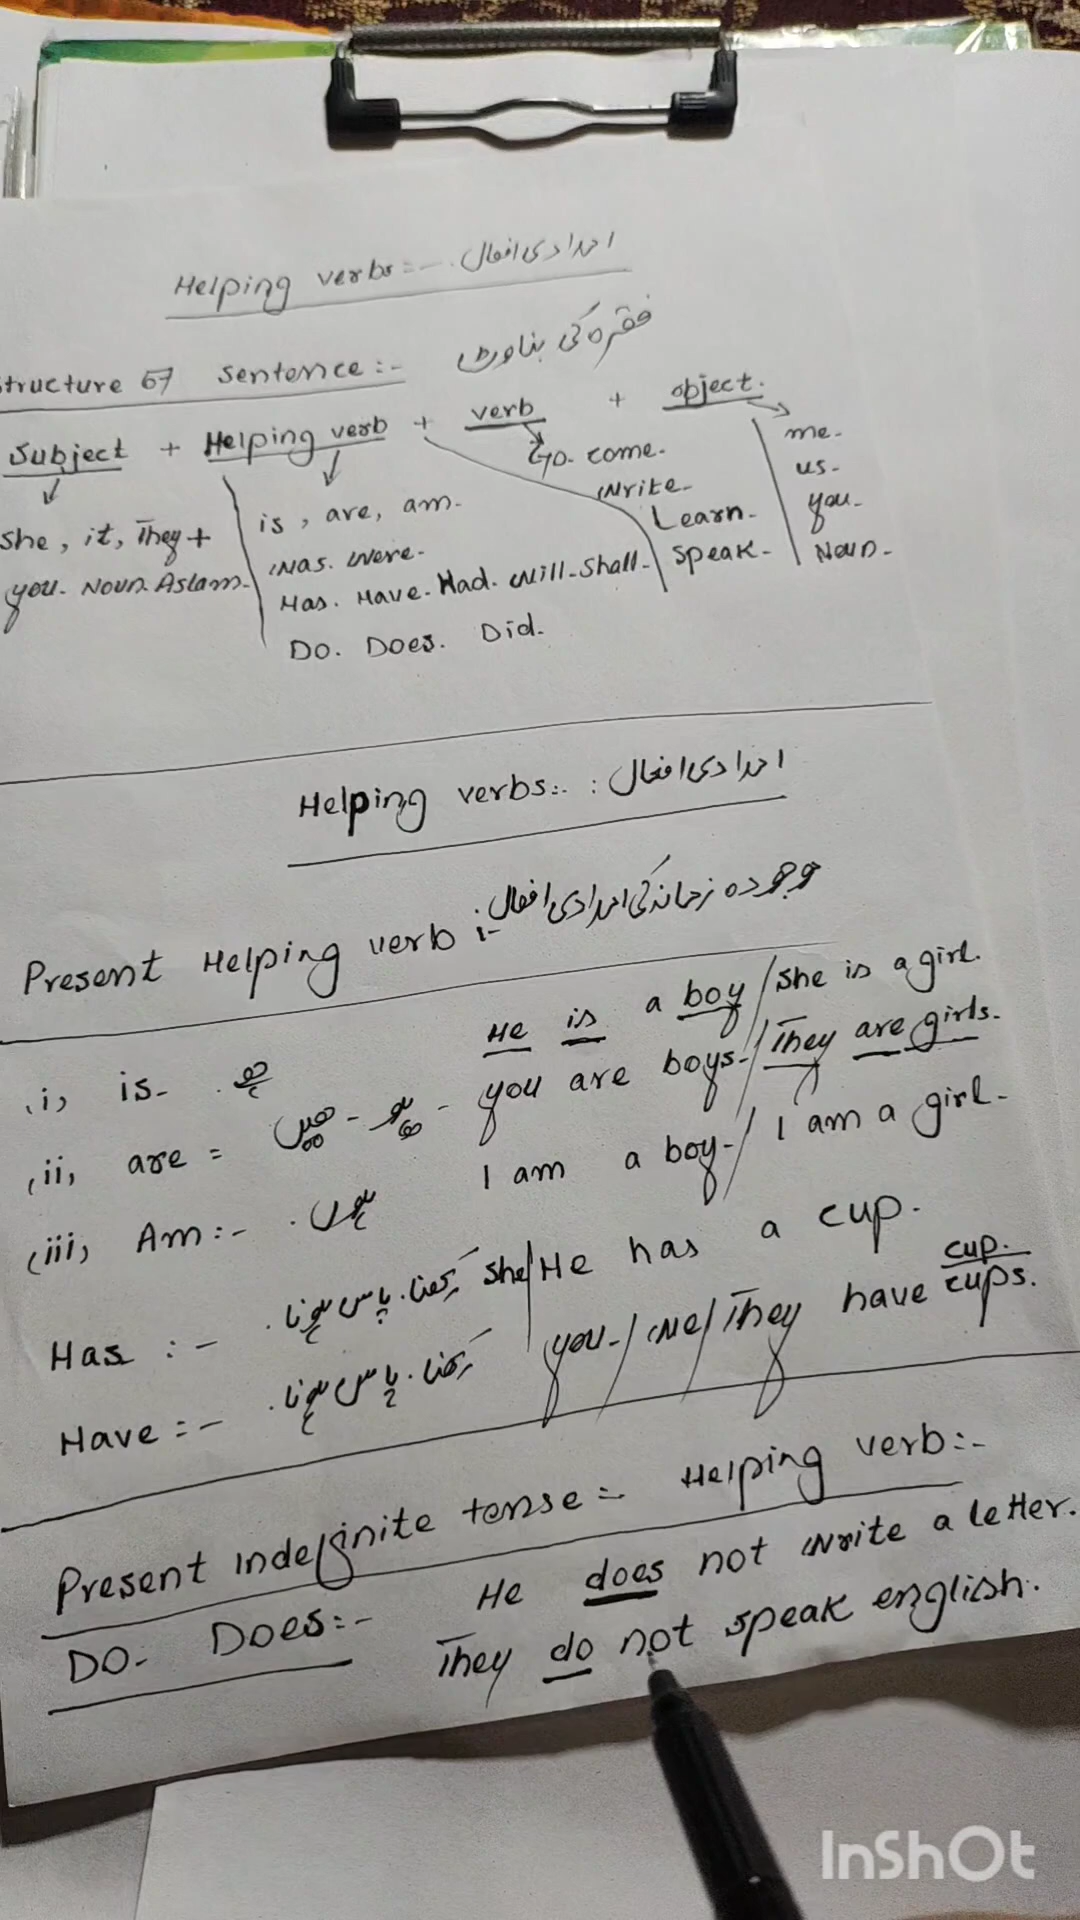 Helping verbs:-. امدادی افعال
tructure of Sentence:- فقرہ کی بناوٹ
Subject + Helping verb + verb + object.
she, it, They + is, are, am. Go. come. me.
you. Noun. Aslam. Was. Were. write. us.
Has. Have. Had. Will. Shall. Learn. you.
Do. Does. Did. Speak. Noun.
Helping verbs:. : امدادی افعال
Present Helping verb :- موجودہ زمانہ کی امدادی افعال
(i) is- ہے. He is a boy / She is a girl.
(ii) are = ہیں - ہو - you are boys. / They are girls.
(iii) Am:-. ہوں I am a boy. / I am a girl.
Has :- رکھنا. پاس ہونا. She / He has a cup.
Have:- رکھنا. پاس ہونا. you. / We / They have cup. cups.
Present indefinite tense = Helping verb:-
DO. DOES:- He does not write a letter.
They do not speak english.
InShOt